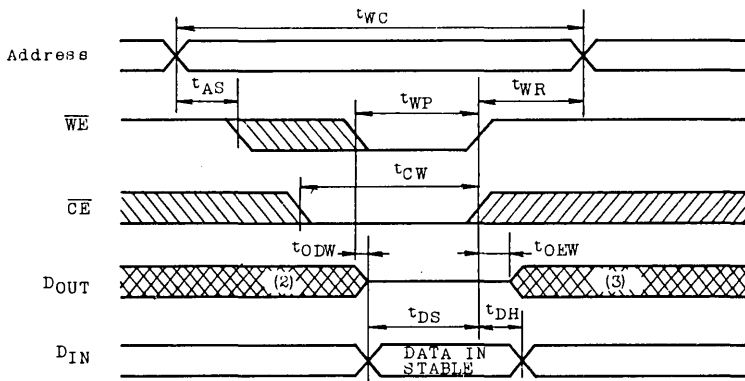 tWC
Address
tAS
tWP
tWR
WE
tCW
CE
tODW
tOEW
DOUT
(2)
(3)
tDS
tDH
DIN
DATA IN
STABLE